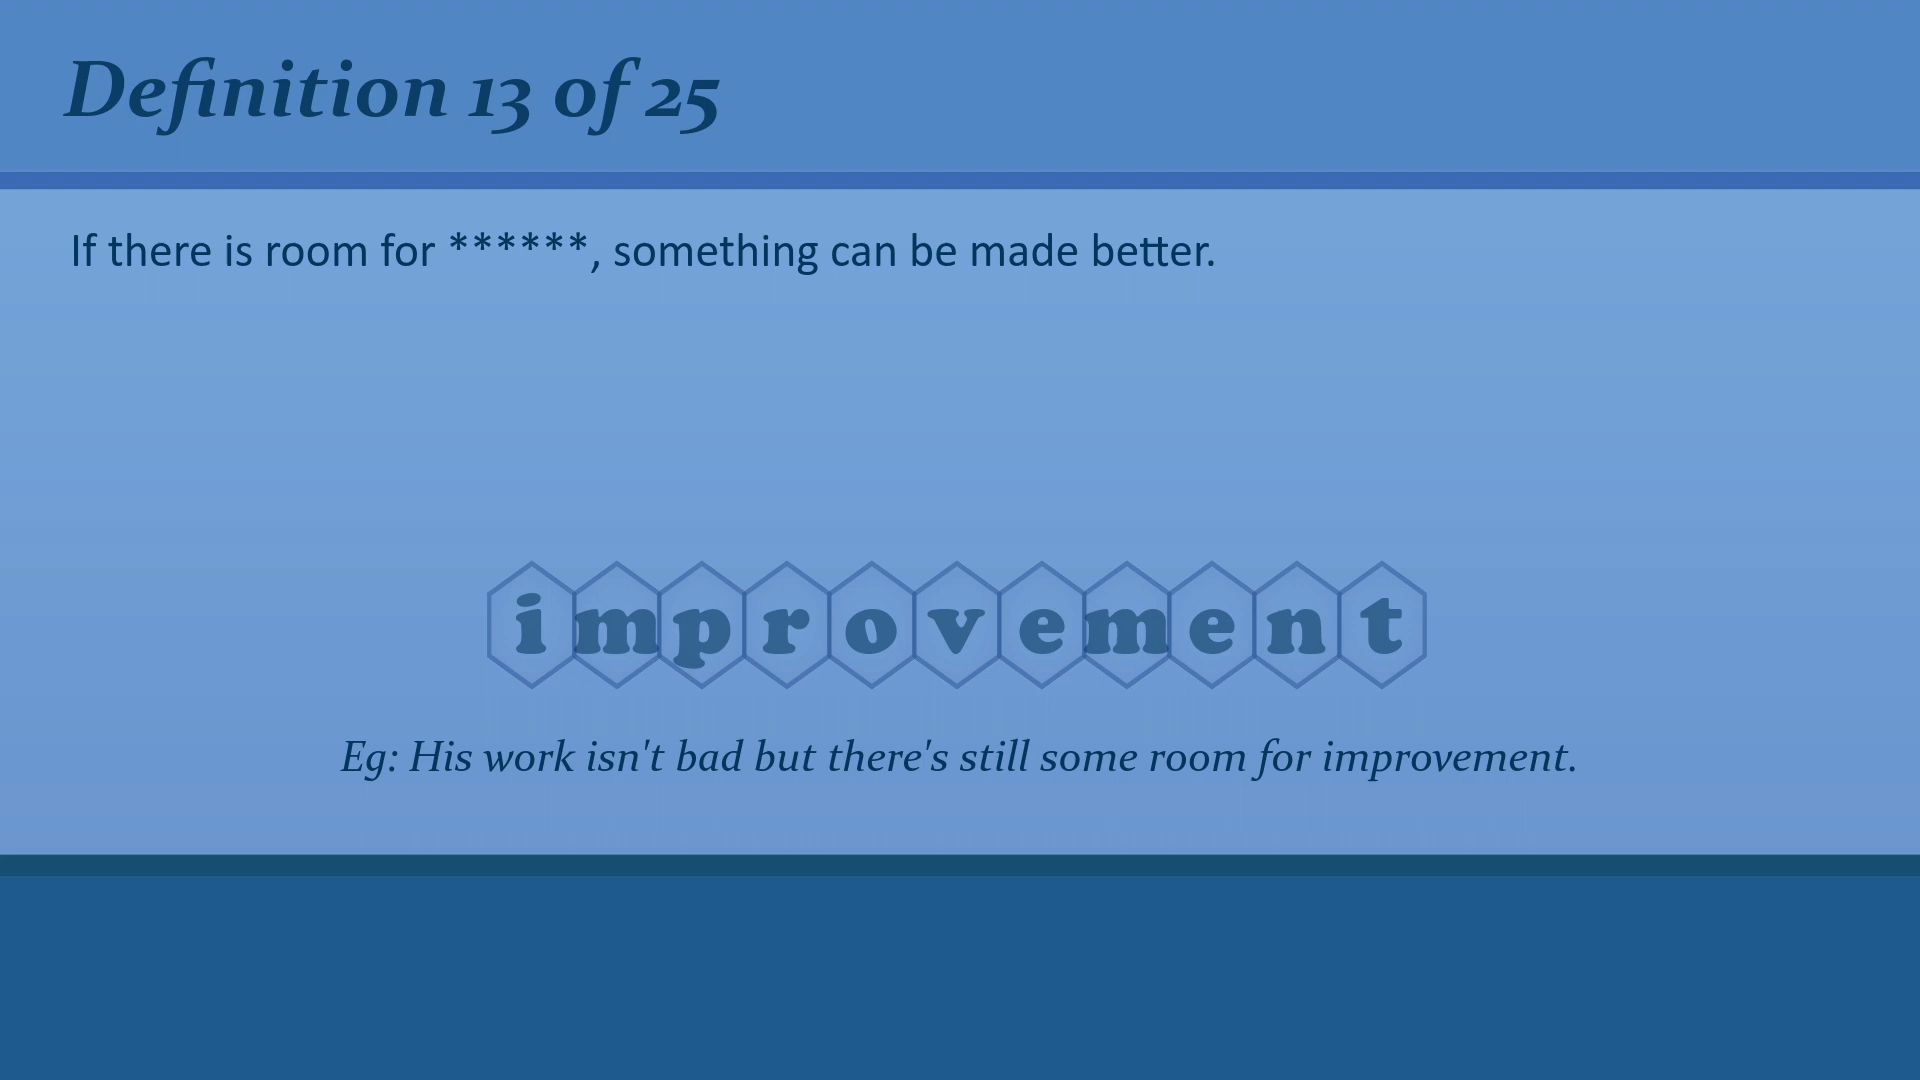 Definition 13 of 25
If there is room for ******, something can be made better.
improvement
Eg: His work isn't bad but there's still some room for improvement.